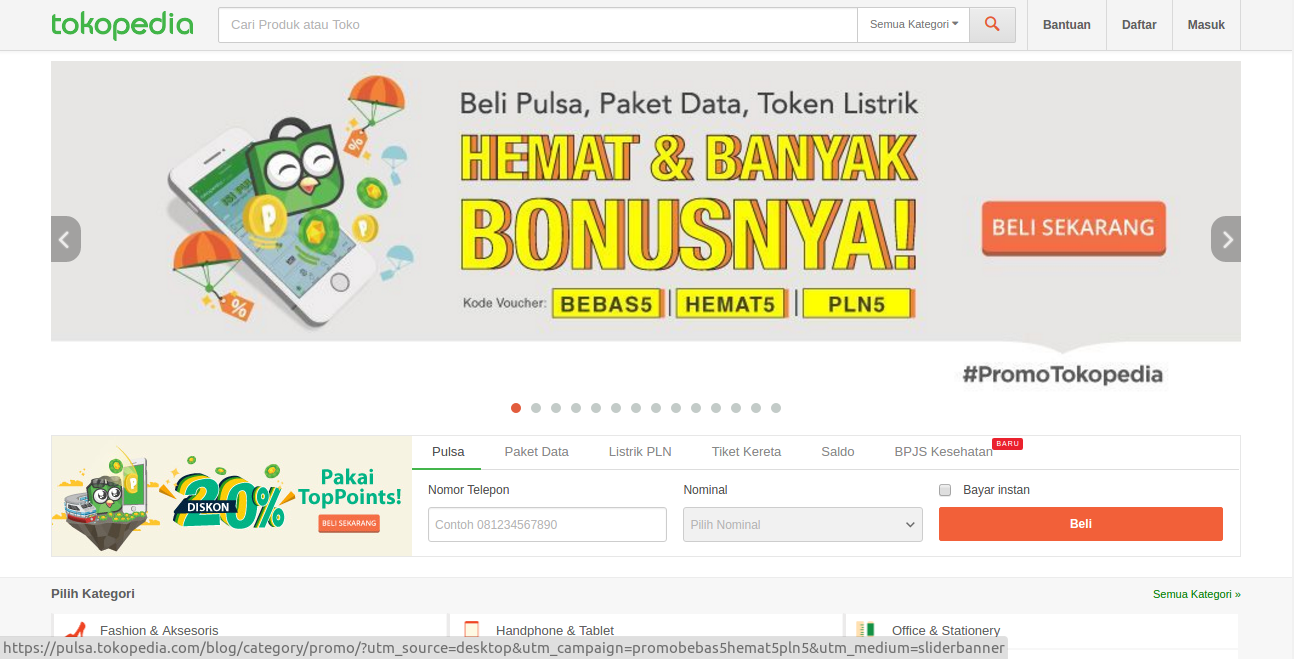 tokopedia
Cari Produk atau Toko
Semua Kategori
Bantuan
Daftar
Masuk
Beli Pulsa, Paket Data, Token Listrik
HEMAT & BANYAK
BONUSNYA!
BELI SEKARANG
Kode Voucher: BEBAS5 | HEMAT5 | PLN5
#PromoTokopedia
DISKON 20%
Pakai
TopPoints!
BELI SEKARANG
Pulsa
Paket Data
Listrik PLN
Tiket Kereta
Saldo
BPJS Kesehatan
BARU
Nomor Telepon
Nominal
Bayar instan
Contoh 081234567890
Pilih Nominal
Beli
Pilih Kategori
Semua Kategori »
Fashion & Aksesoris
Handphone & Tablet
Office & Stationery
https://pulsa.tokopedia.com/blog/category/promo/?utm_source=desktop&utm_campaign=promobebas5hemat5pln5&utm_medium=sliderbanner